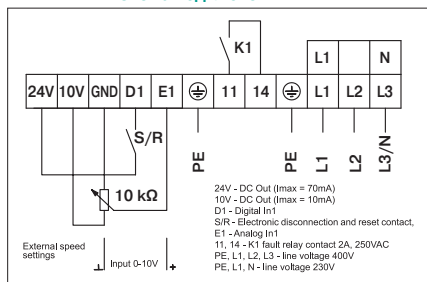 K1
L1 N
24V 10V GND D1 E1 11 14 L1 L2 L3
S/R
PE PE L1 L2 L3/N
10 kΩ
24V - DC Out (Imax = 70mA)
10V - DC Out (Imax = 10mA)
D1 - Digital In1
S/R - Electronic disconnection and reset contact,
E1 - Analog In1
11, 14 - K1 fault relay contact 2A, 250VAC
PE, L1, L2, L3 - line voltage 400V
PE, L1, N - line voltage 230V
External speed
settings
⊥ Input 0-10V +